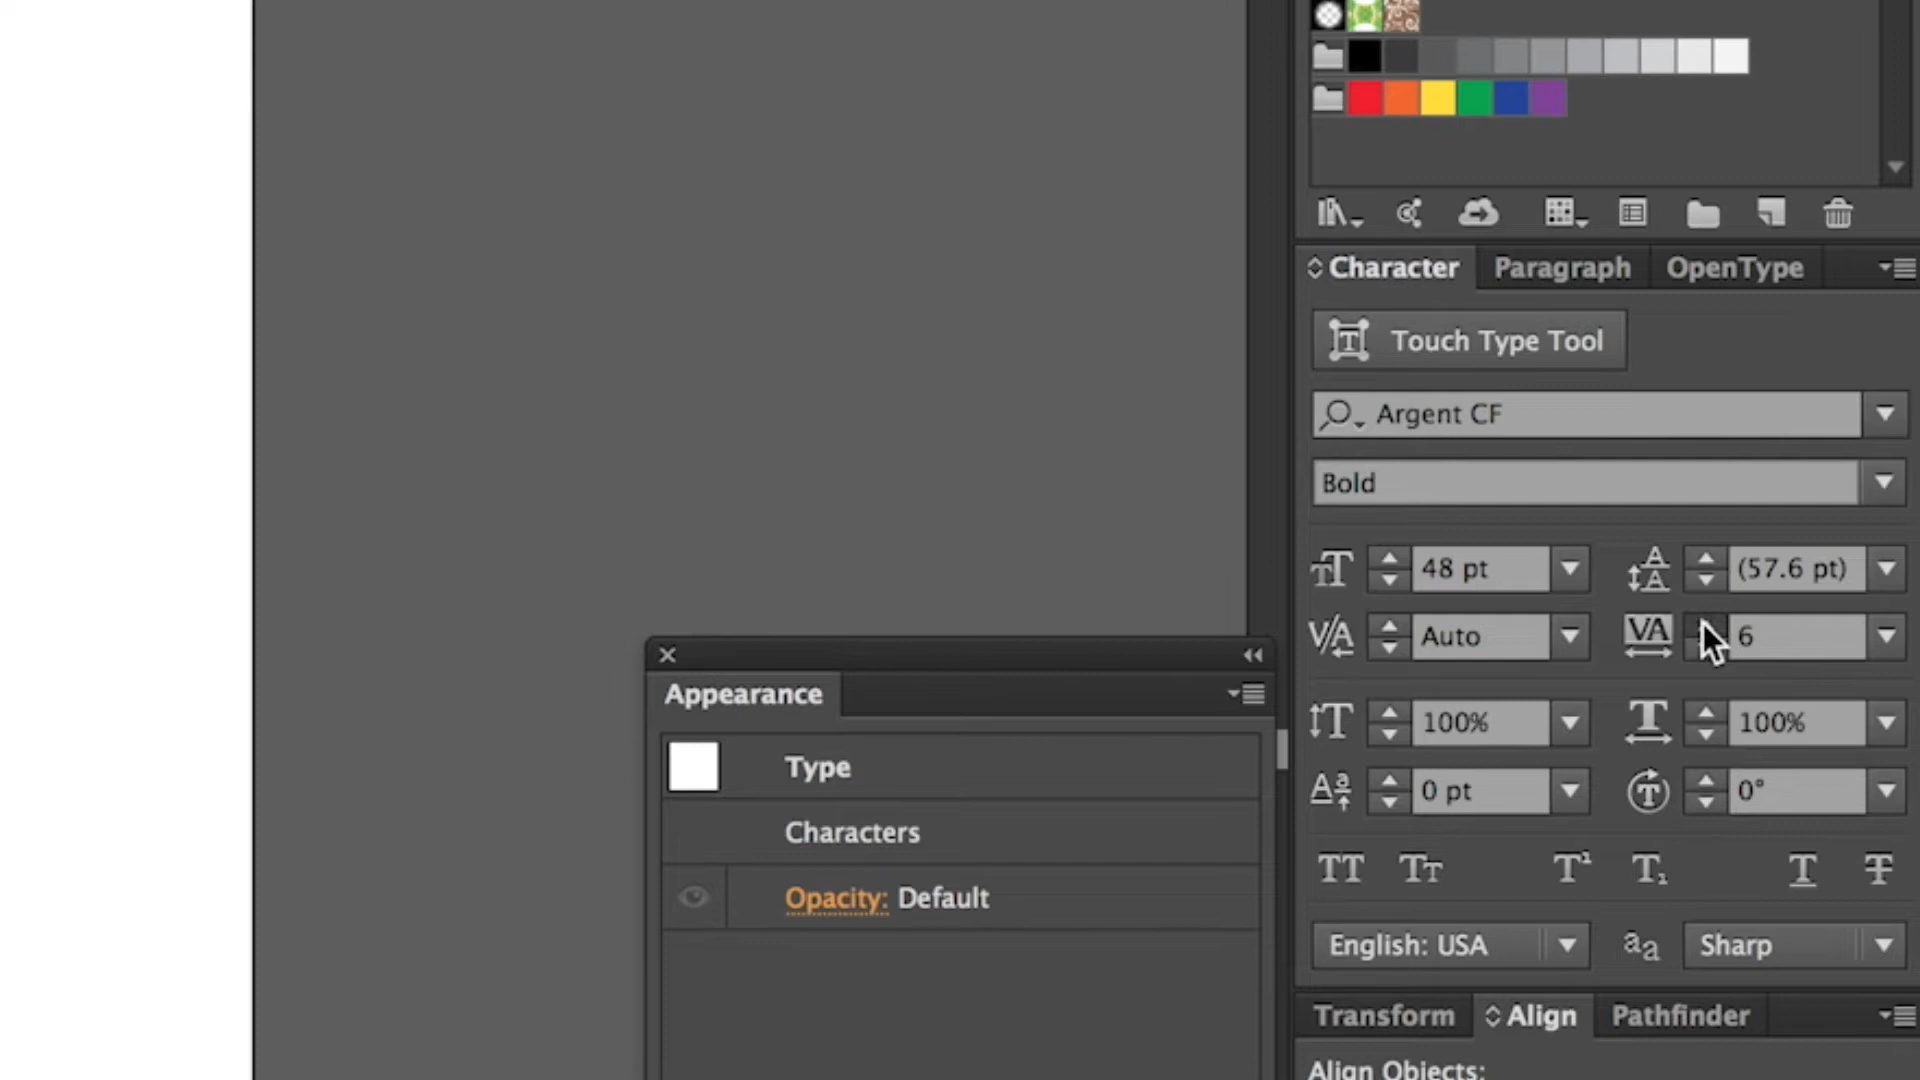 Character Paragraph OpenType
Touch Type Tool
Argent CF
Bold
48 pt (57.6 pt)
Auto 6
100% 100%
0 pt 0°
English: USA Sharp
Transform Align Pathfinder
Align Objects:
Appearance
Type
Characters
Opacity: Default